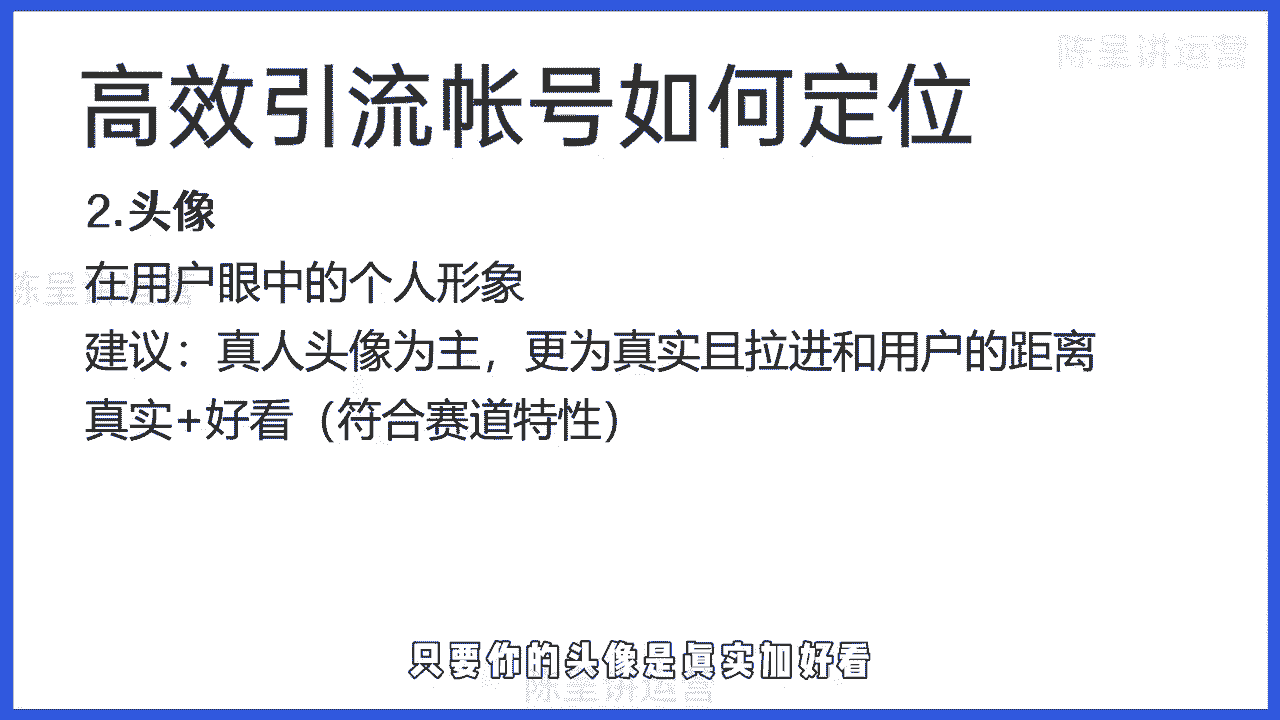 陈呈讲运营
高效引流帐号如何定位
2.头像
陈呈讲运营
在用户眼中的个人形象
建议：真人头像为主，更为真实且拉进和用户的距离
真实+好看（符合赛道特性）
只要你的头像是真实加好看
陈呈讲运营